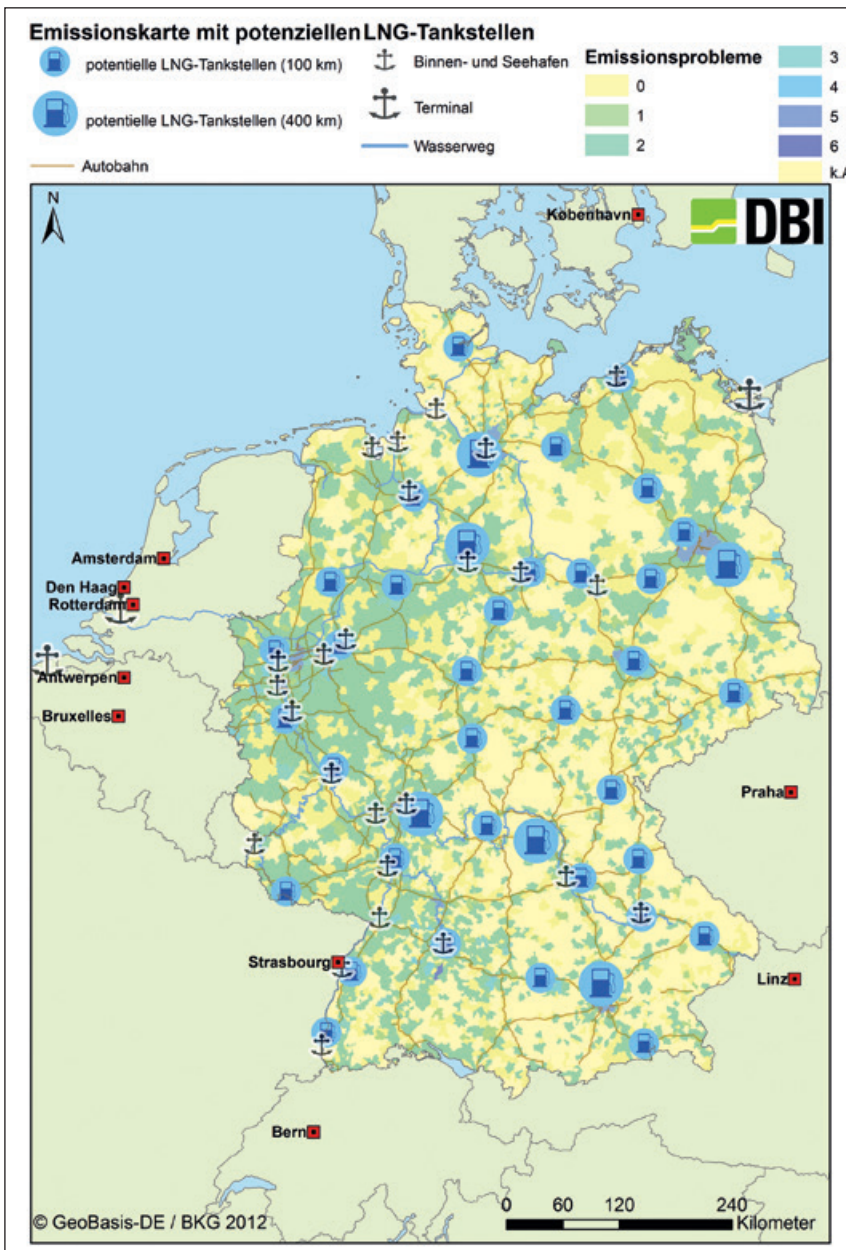 Emissionskarte mit potenziellen LNG-Tankstellen
potentielle LNG-Tankstellen (100 km)
potentielle LNG-Tankstellen (400 km)
Autobahn
Binnen- und Seehafen
Terminal
Wasserweg
Emissionsprobleme
0
1
2
3
4
5
6
k.A
N
DBI
København
Amsterdam
Den Haag
Rotterdam
Antwerpen
Bruxelles
Praha
Strasbourg
Linz
Bern
0 60 120 240
Kilometer
© GeoBasis-DE / BKG 2012